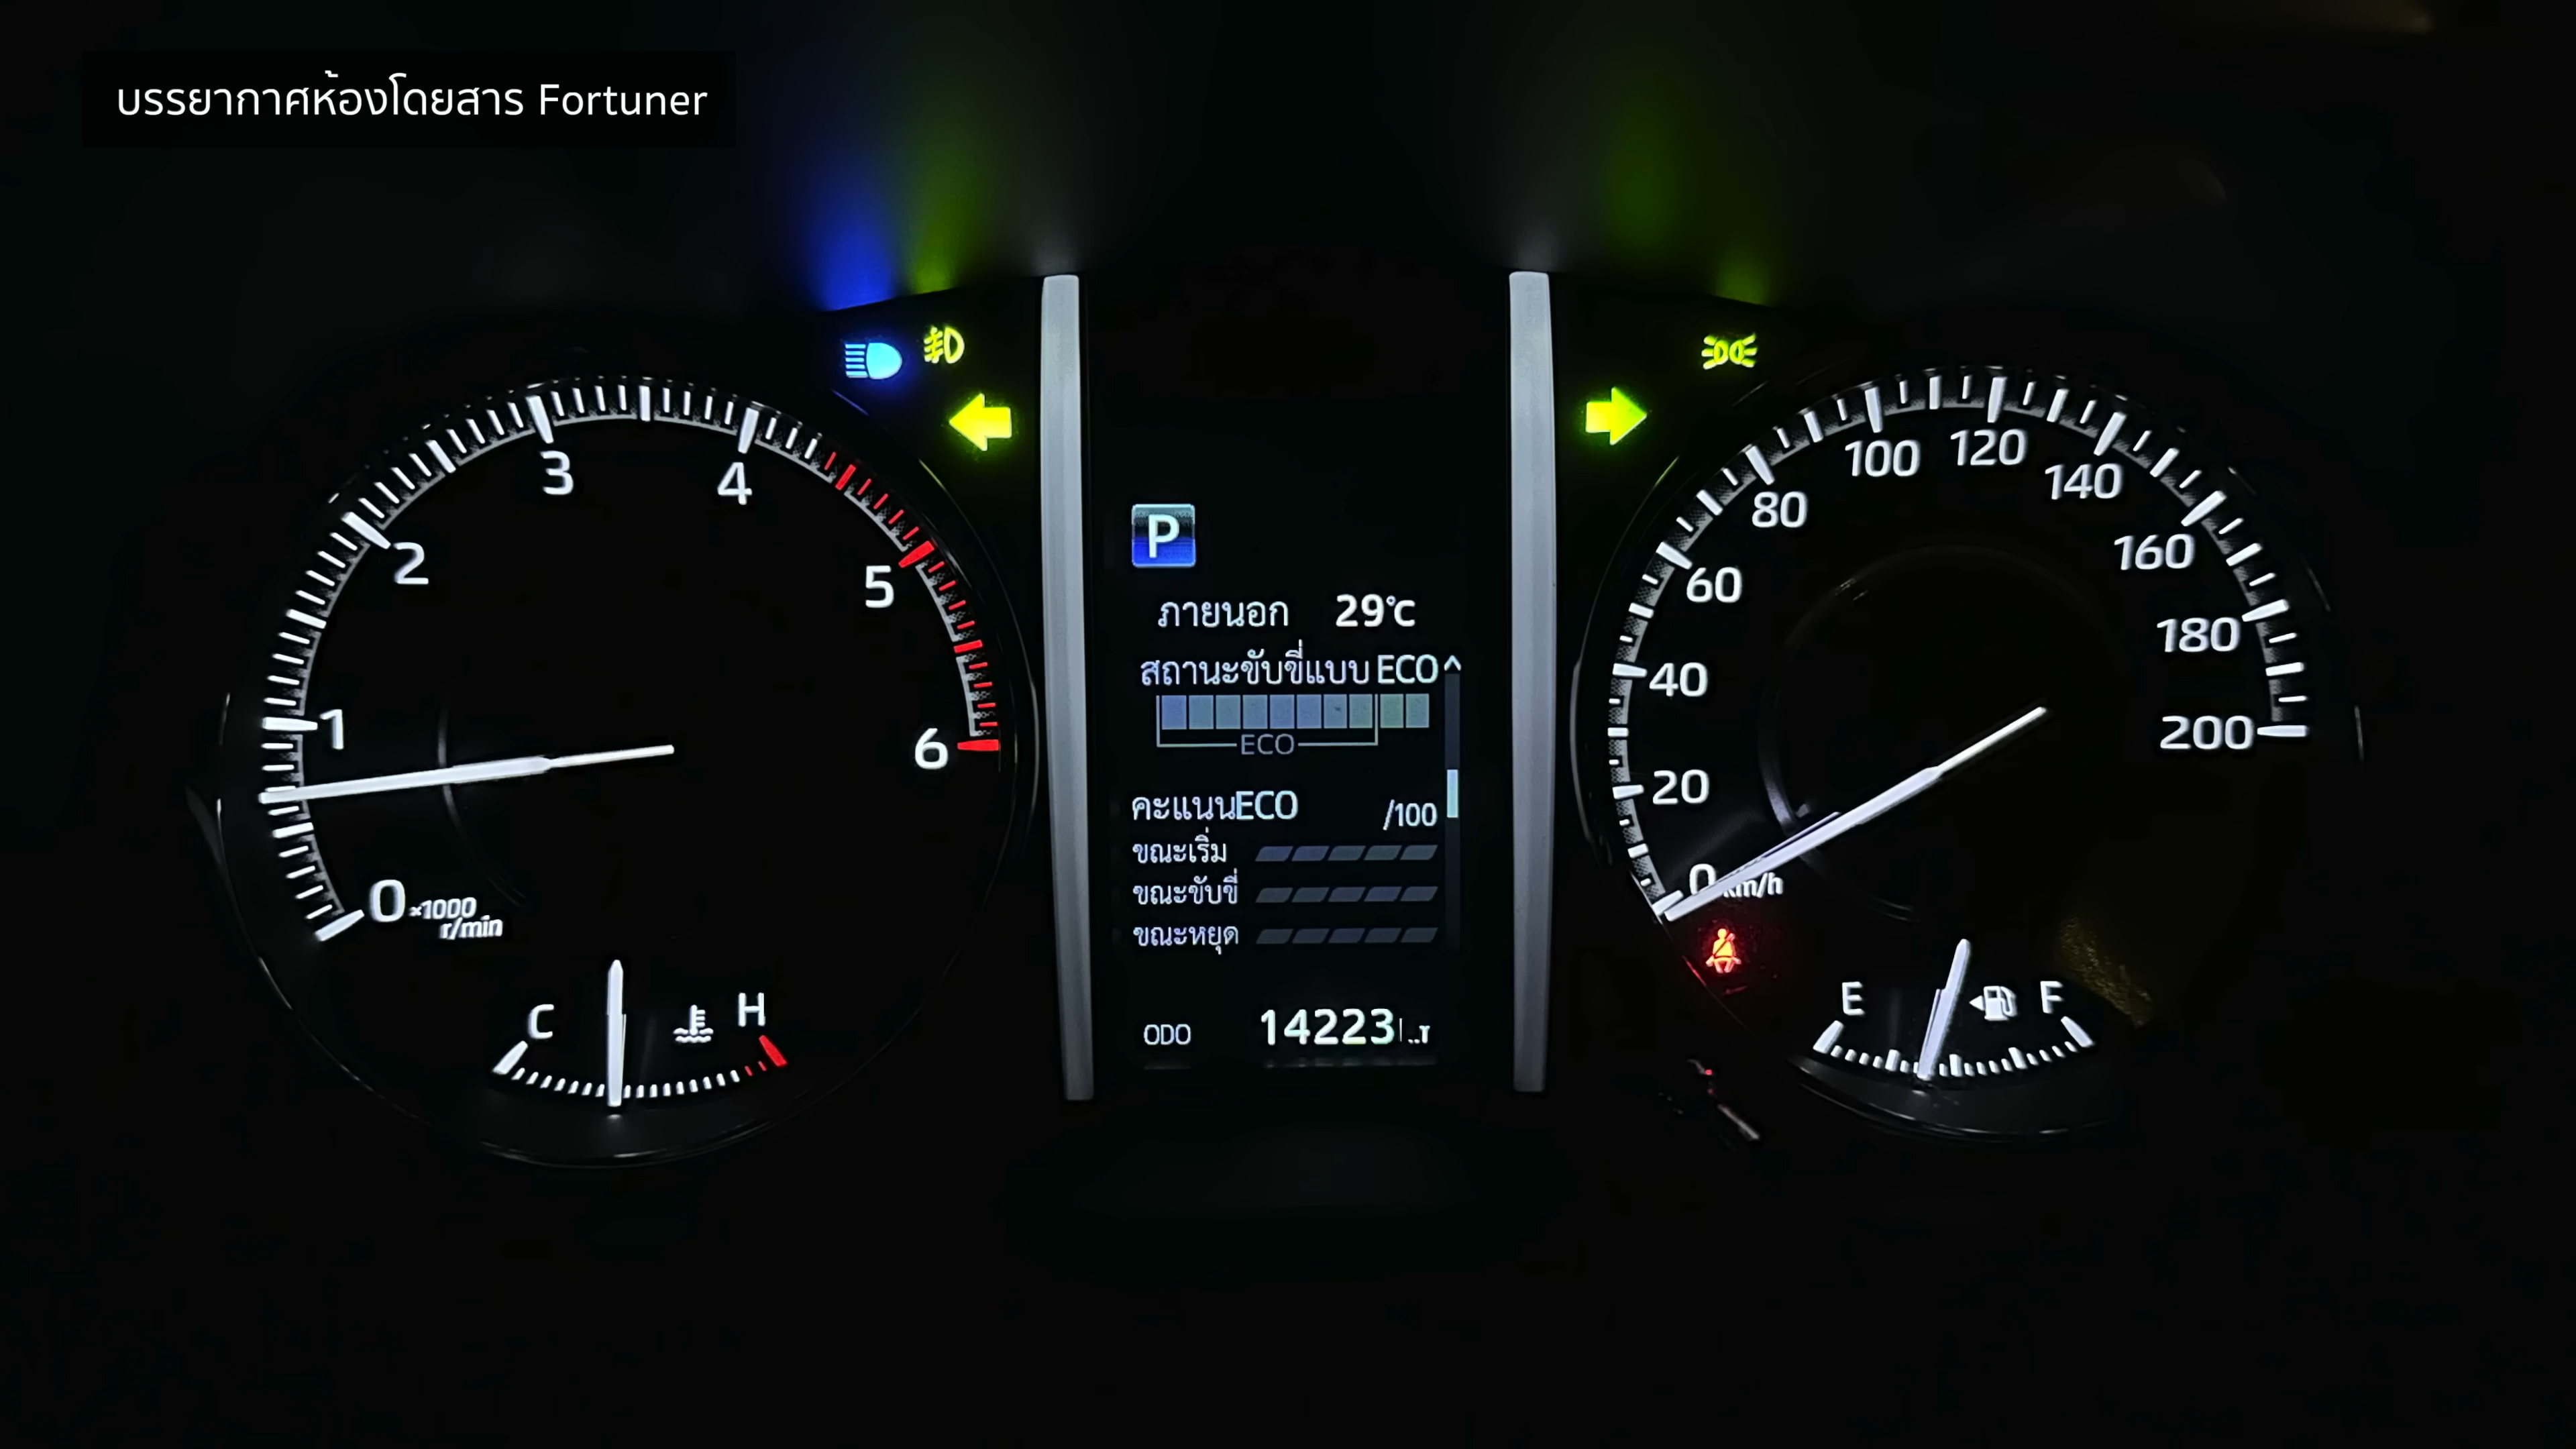 บรรยากาศห้องโดยสาร Fortuner
0 1 2 3 4 5 6
×1000
r/min
C H
P
ภายนอก 29°C
สถานะขับขี่แบบ ECO
ECO
คะแนนECO /100
ขณะเริ่ม
ขณะขับขี่
ขณะหยุด
ODO 14223
0 20 40 60 80 100 120 140 160 180 200
km/h
E F